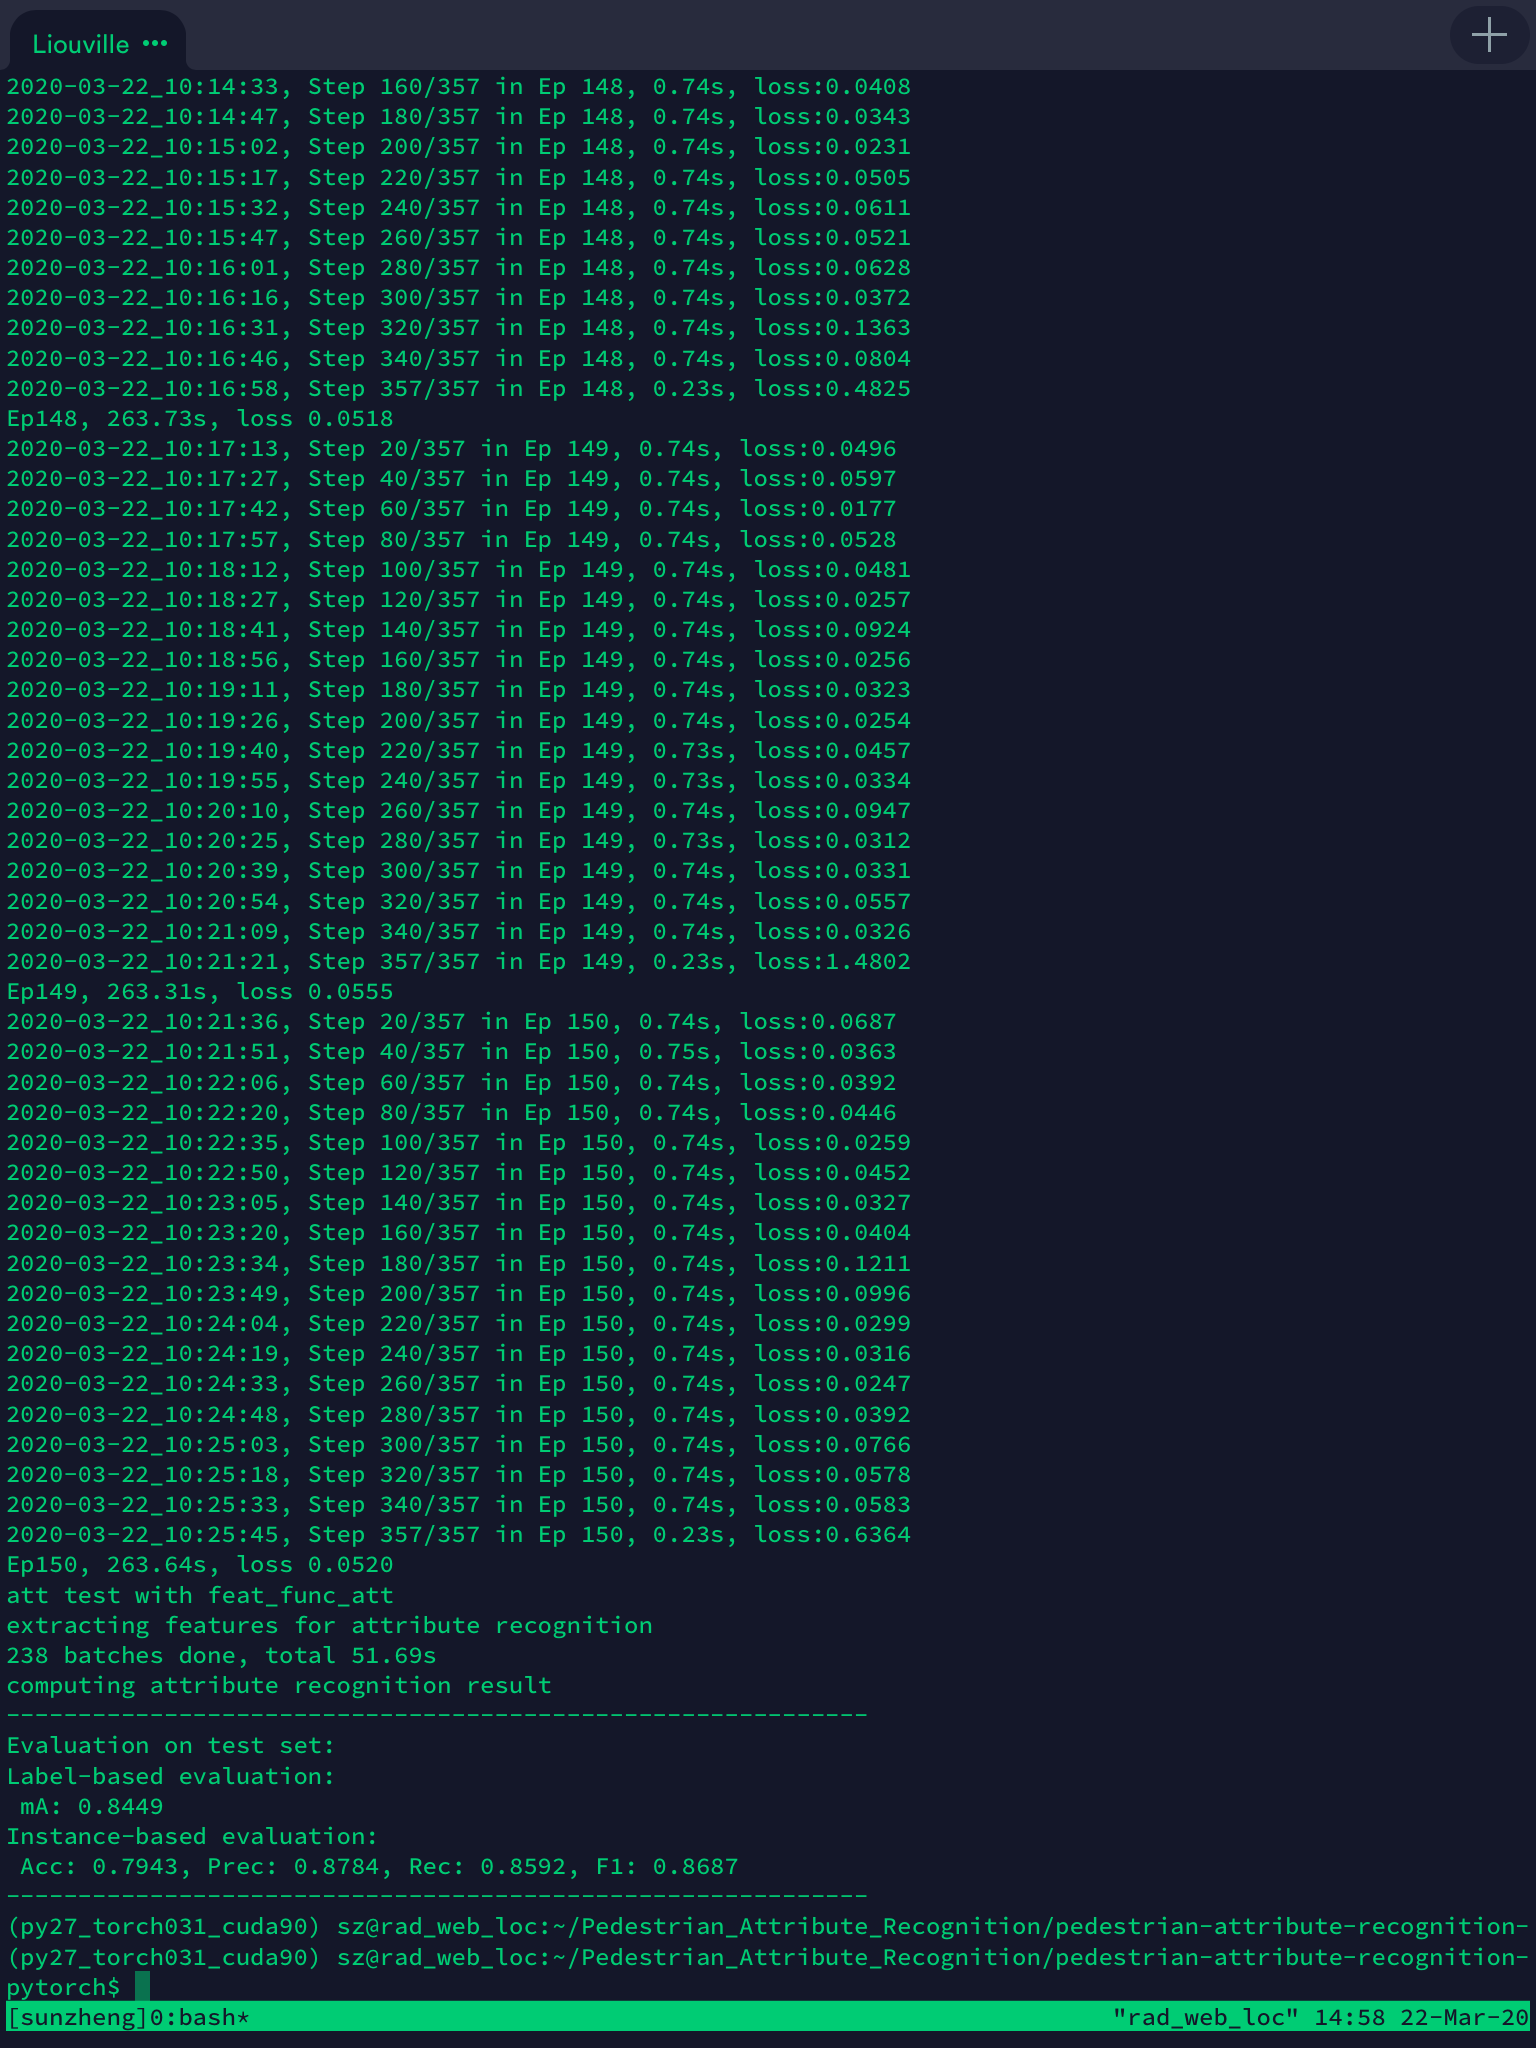 Liouville •••
2020-03-22_10:14:33, Step 160/357 in Ep 148, 0.74s, loss:0.0408
2020-03-22_10:14:47, Step 180/357 in Ep 148, 0.74s, loss:0.0343
2020-03-22_10:15:02, Step 200/357 in Ep 148, 0.74s, loss:0.0231
2020-03-22_10:15:17, Step 220/357 in Ep 148, 0.74s, loss:0.0505
2020-03-22_10:15:32, Step 240/357 in Ep 148, 0.74s, loss:0.0611
2020-03-22_10:15:47, Step 260/357 in Ep 148, 0.74s, loss:0.0521
2020-03-22_10:16:01, Step 280/357 in Ep 148, 0.74s, loss:0.0628
2020-03-22_10:16:16, Step 300/357 in Ep 148, 0.74s, loss:0.0372
2020-03-22_10:16:31, Step 320/357 in Ep 148, 0.74s, loss:0.1363
2020-03-22_10:16:46, Step 340/357 in Ep 148, 0.74s, loss:0.0804
2020-03-22_10:16:58, Step 357/357 in Ep 148, 0.23s, loss:0.4825
Ep148, 263.73s, loss 0.0518
2020-03-22_10:17:13, Step 20/357 in Ep 149, 0.74s, loss:0.0496
2020-03-22_10:17:27, Step 40/357 in Ep 149, 0.74s, loss:0.0597
2020-03-22_10:17:42, Step 60/357 in Ep 149, 0.74s, loss:0.0177
2020-03-22_10:17:57, Step 80/357 in Ep 149, 0.74s, loss:0.0528
2020-03-22_10:18:12, Step 100/357 in Ep 149, 0.74s, loss:0.0481
2020-03-22_10:18:27, Step 120/357 in Ep 149, 0.74s, loss:0.0257
2020-03-22_10:18:41, Step 140/357 in Ep 149, 0.74s, loss:0.0924
2020-03-22_10:18:56, Step 160/357 in Ep 149, 0.74s, loss:0.0256
2020-03-22_10:19:11, Step 180/357 in Ep 149, 0.74s, loss:0.0323
2020-03-22_10:19:26, Step 200/357 in Ep 149, 0.74s, loss:0.0254
2020-03-22_10:19:40, Step 220/357 in Ep 149, 0.73s, loss:0.0457
2020-03-22_10:19:55, Step 240/357 in Ep 149, 0.73s, loss:0.0334
2020-03-22_10:20:10, Step 260/357 in Ep 149, 0.74s, loss:0.0947
2020-03-22_10:20:25, Step 280/357 in Ep 149, 0.73s, loss:0.0312
2020-03-22_10:20:39, Step 300/357 in Ep 149, 0.74s, loss:0.0331
2020-03-22_10:20:54, Step 320/357 in Ep 149, 0.74s, loss:0.0557
2020-03-22_10:21:09, Step 340/357 in Ep 149, 0.74s, loss:0.0326
2020-03-22_10:21:21, Step 357/357 in Ep 149, 0.23s, loss:1.4802
Ep149, 263.31s, loss 0.0555
2020-03-22_10:21:36, Step 20/357 in Ep 150, 0.74s, loss:0.0687
2020-03-22_10:21:51, Step 40/357 in Ep 150, 0.75s, loss:0.0363
2020-03-22_10:22:06, Step 60/357 in Ep 150, 0.74s, loss:0.0392
2020-03-22_10:22:20, Step 80/357 in Ep 150, 0.74s, loss:0.0446
2020-03-22_10:22:35, Step 100/357 in Ep 150, 0.74s, loss:0.0259
2020-03-22_10:22:50, Step 120/357 in Ep 150, 0.74s, loss:0.0452
2020-03-22_10:23:05, Step 140/357 in Ep 150, 0.74s, loss:0.0327
2020-03-22_10:23:20, Step 160/357 in Ep 150, 0.74s, loss:0.0404
2020-03-22_10:23:34, Step 180/357 in Ep 150, 0.74s, loss:0.1211
2020-03-22_10:23:49, Step 200/357 in Ep 150, 0.74s, loss:0.0996
2020-03-22_10:24:04, Step 220/357 in Ep 150, 0.74s, loss:0.0299
2020-03-22_10:24:19, Step 240/357 in Ep 150, 0.74s, loss:0.0316
2020-03-22_10:24:33, Step 260/357 in Ep 150, 0.74s, loss:0.0247
2020-03-22_10:24:48, Step 280/357 in Ep 150, 0.74s, loss:0.0392
2020-03-22_10:25:03, Step 300/357 in Ep 150, 0.74s, loss:0.0766
2020-03-22_10:25:18, Step 320/357 in Ep 150, 0.74s, loss:0.0578
2020-03-22_10:25:33, Step 340/357 in Ep 150, 0.74s, loss:0.0583
2020-03-22_10:25:45, Step 357/357 in Ep 150, 0.23s, loss:0.6364
Ep150, 263.64s, loss 0.0520
att test with feat_func_att
extracting features for attribute recognition
238 batches done, total 51.69s
computing attribute recognition result
------------------------------------------------------------
Evaluation on test set:
Label-based evaluation:
 mA: 0.8449
Instance-based evaluation:
 Acc: 0.7943, Prec: 0.8784, Rec: 0.8592, F1: 0.8687
------------------------------------------------------------
(py27_torch031_cuda90) sz@rad_web_loc:~/Pedestrian_Attribute_Recognition/pedestrian-attribute-recognition-
(py27_torch031_cuda90) sz@rad_web_loc:~/Pedestrian_Attribute_Recognition/pedestrian-attribute-recognition-
pytorch$
[sunzheng]0:bash* "rad_web_loc" 14:58 22-Mar-20